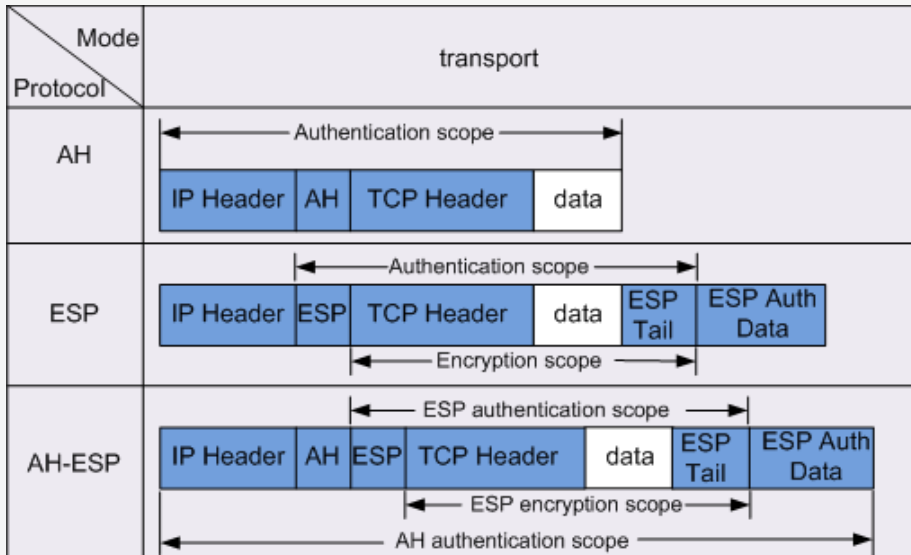 Mode
Protocol
transport
AH
Authentication scope
IP Header AH TCP Header data
ESP
Authentication scope
IP Header ESP TCP Header data ESP Tail ESP Auth Data
Encryption scope
AH-ESP
ESP authentication scope
IP Header AH ESP TCP Header data ESP Tail ESP Auth Data
ESP encryption scope
AH authentication scope